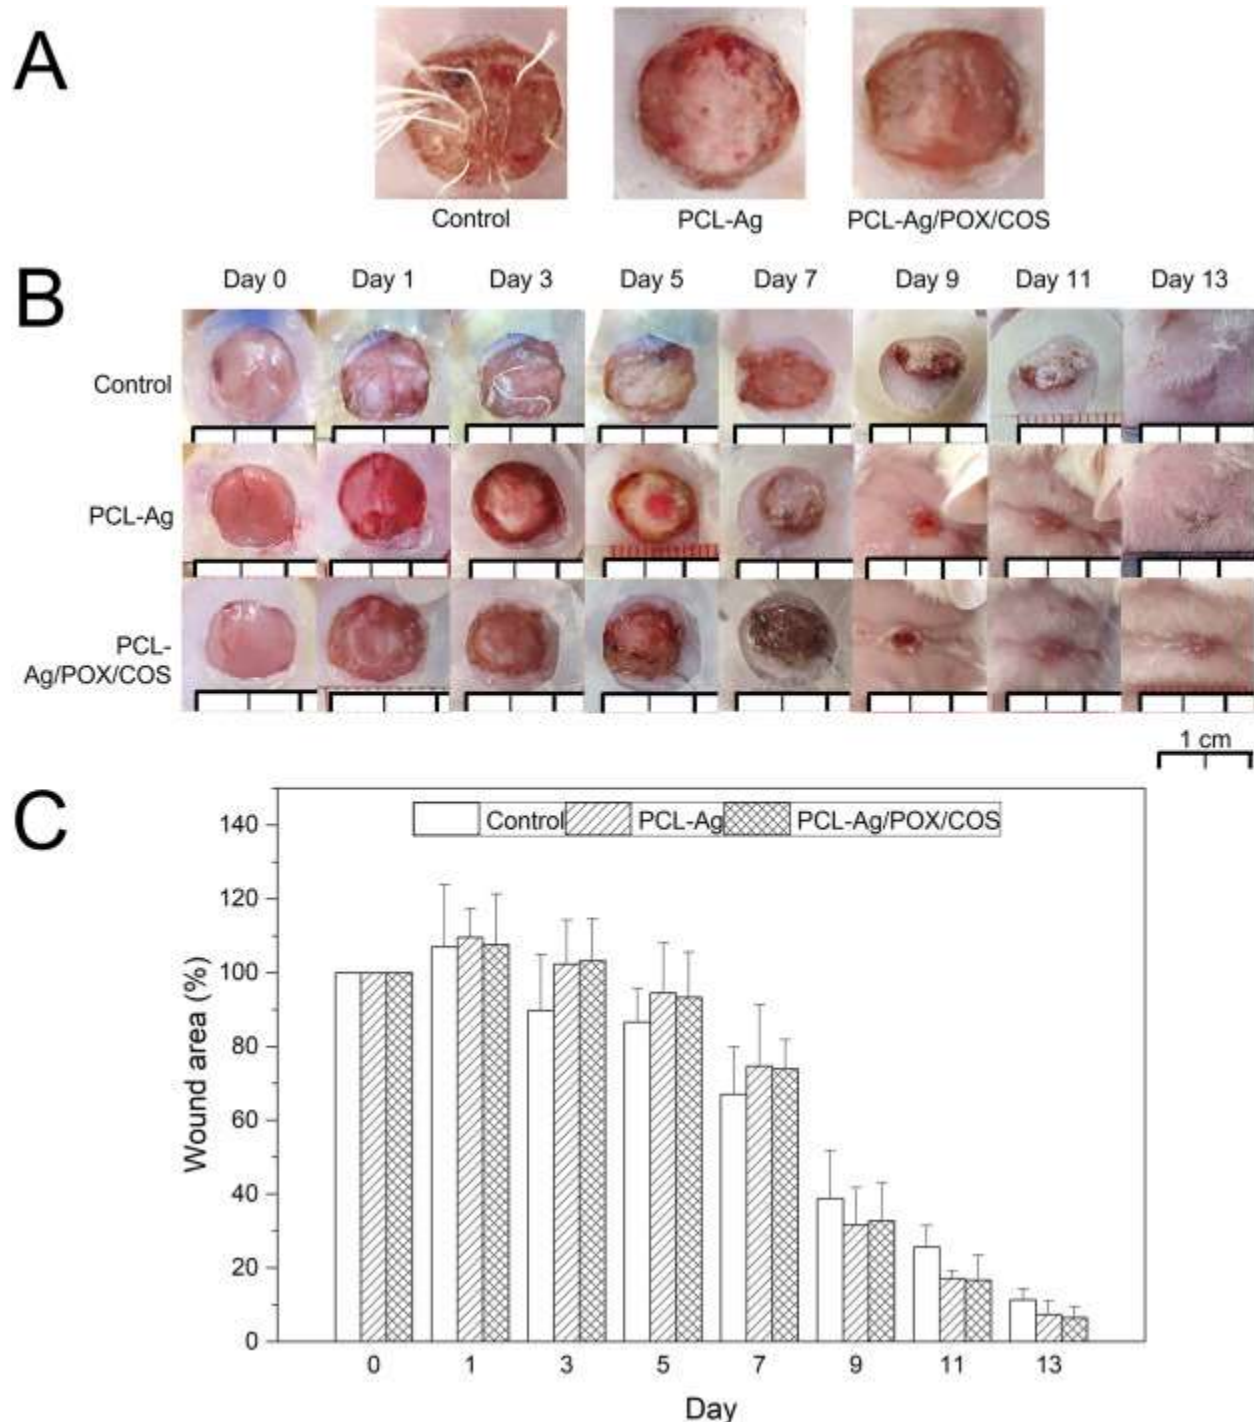 A
Control PCL-Ag PCL-Ag/POX/COS
B
Day 0 Day 1 Day 3 Day 5 Day 7 Day 9 Day 11 Day 13
Control
PCL-Ag
PCL-
Ag/POX/COS
1 cm
C
Control PCL-Ag PCL-Ag/POX/COS
140
120
100
80
60
40
20
0
Wound area (%)
0 1 3 5 7 9 11 13
Day